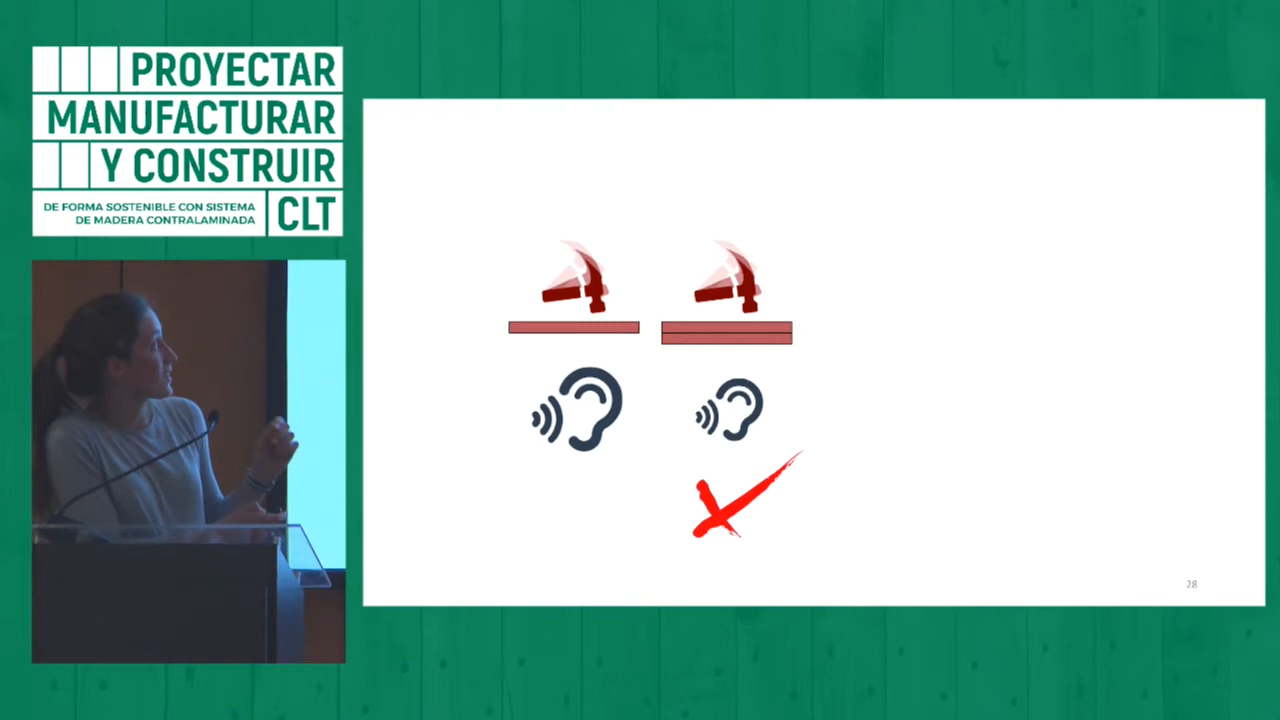 PROYECTAR
MANUFACTURAR
Y CONSTRUIR
DE FORMA SOSTENIBLE CON SISTEMA
DE MADERA CONTRALAMINADA
CLT
28